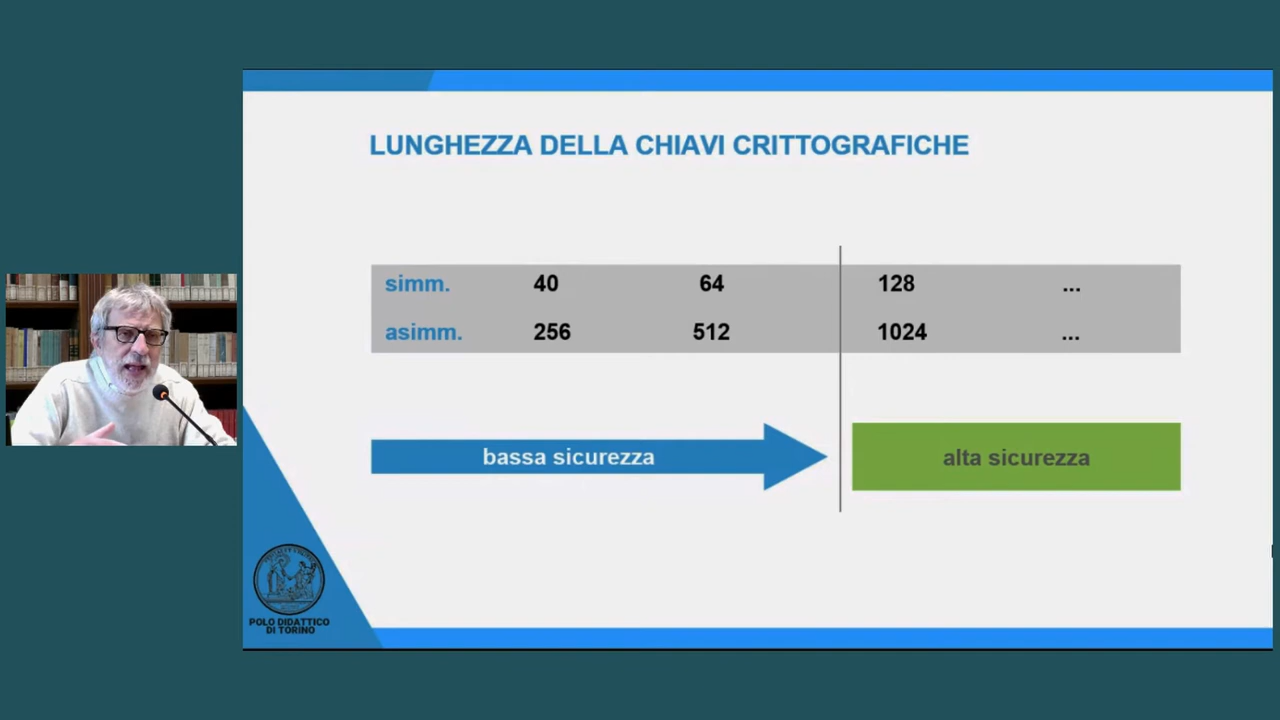 LUNGHEZZA DELLA CHIAVI CRITTOGRAFICHE
simm. 40 64 128 ...
asimm. 256 512 1024 ...
bassa sicurezza
alta sicurezza
POLO DIDATTICO
DI TORINO